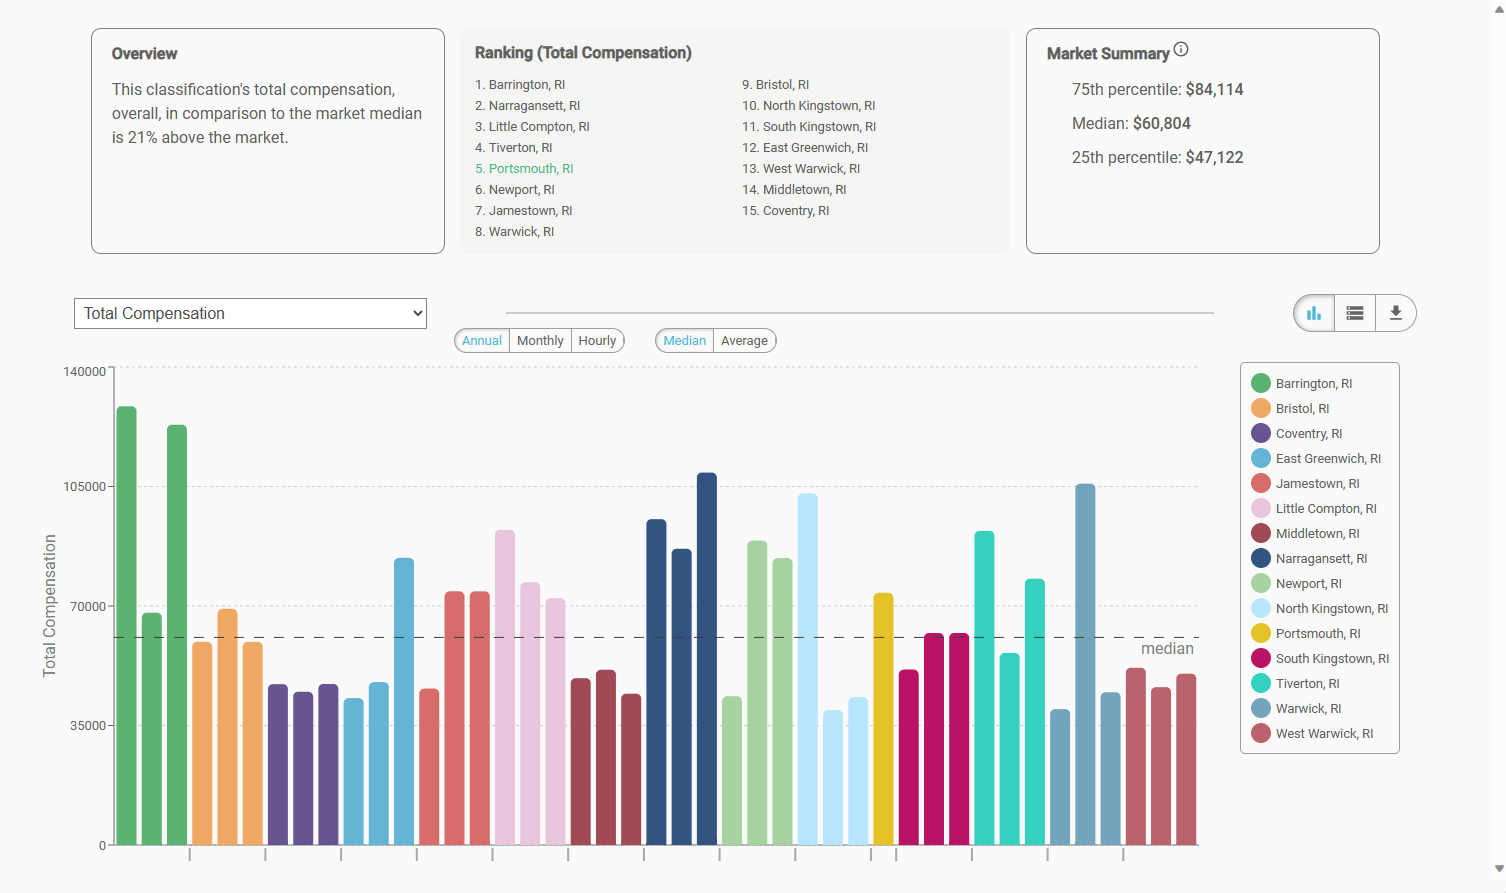 Overview
This classification's total compensation,
overall, in comparison to the market median
is 21% above the market.
Ranking (Total Compensation)
1. Barrington, RI
2. Narragansett, RI
3. Little Compton, RI
4. Tiverton, RI
5. Portsmouth, RI
6. Newport, RI
7. Jamestown, RI
8. Warwick, RI
9. Bristol, RI
10. North Kingstown, RI
11. South Kingstown, RI
12. East Greenwich, RI
13. West Warwick, RI
14. Middletown, RI
15. Coventry, RI
Market Summary
75th percentile: $84,114
Median: $60,804
25th percentile: $47,122
Total Compensation
Annual Monthly Hourly Median Average
140000
105000
70000
35000
0
Total Compensation
median
Barrington, RI
Bristol, RI
Coventry, RI
East Greenwich, RI
Jamestown, RI
Little Compton, RI
Middletown, RI
Narragansett, RI
Newport, RI
North Kingstown, RI
Portsmouth, RI
South Kingstown, RI
Tiverton, RI
Warwick, RI
West Warwick, RI